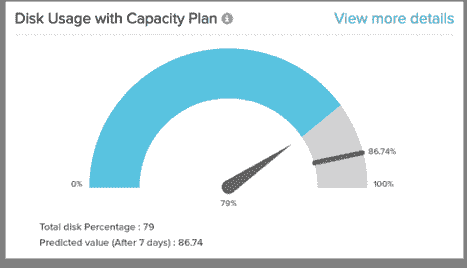 Disk Usage with Capacity Plan
View more details
86.74%
0%
100%
79%
Total disk Percentage : 79
Predicted value (After 7 days) : 86.74